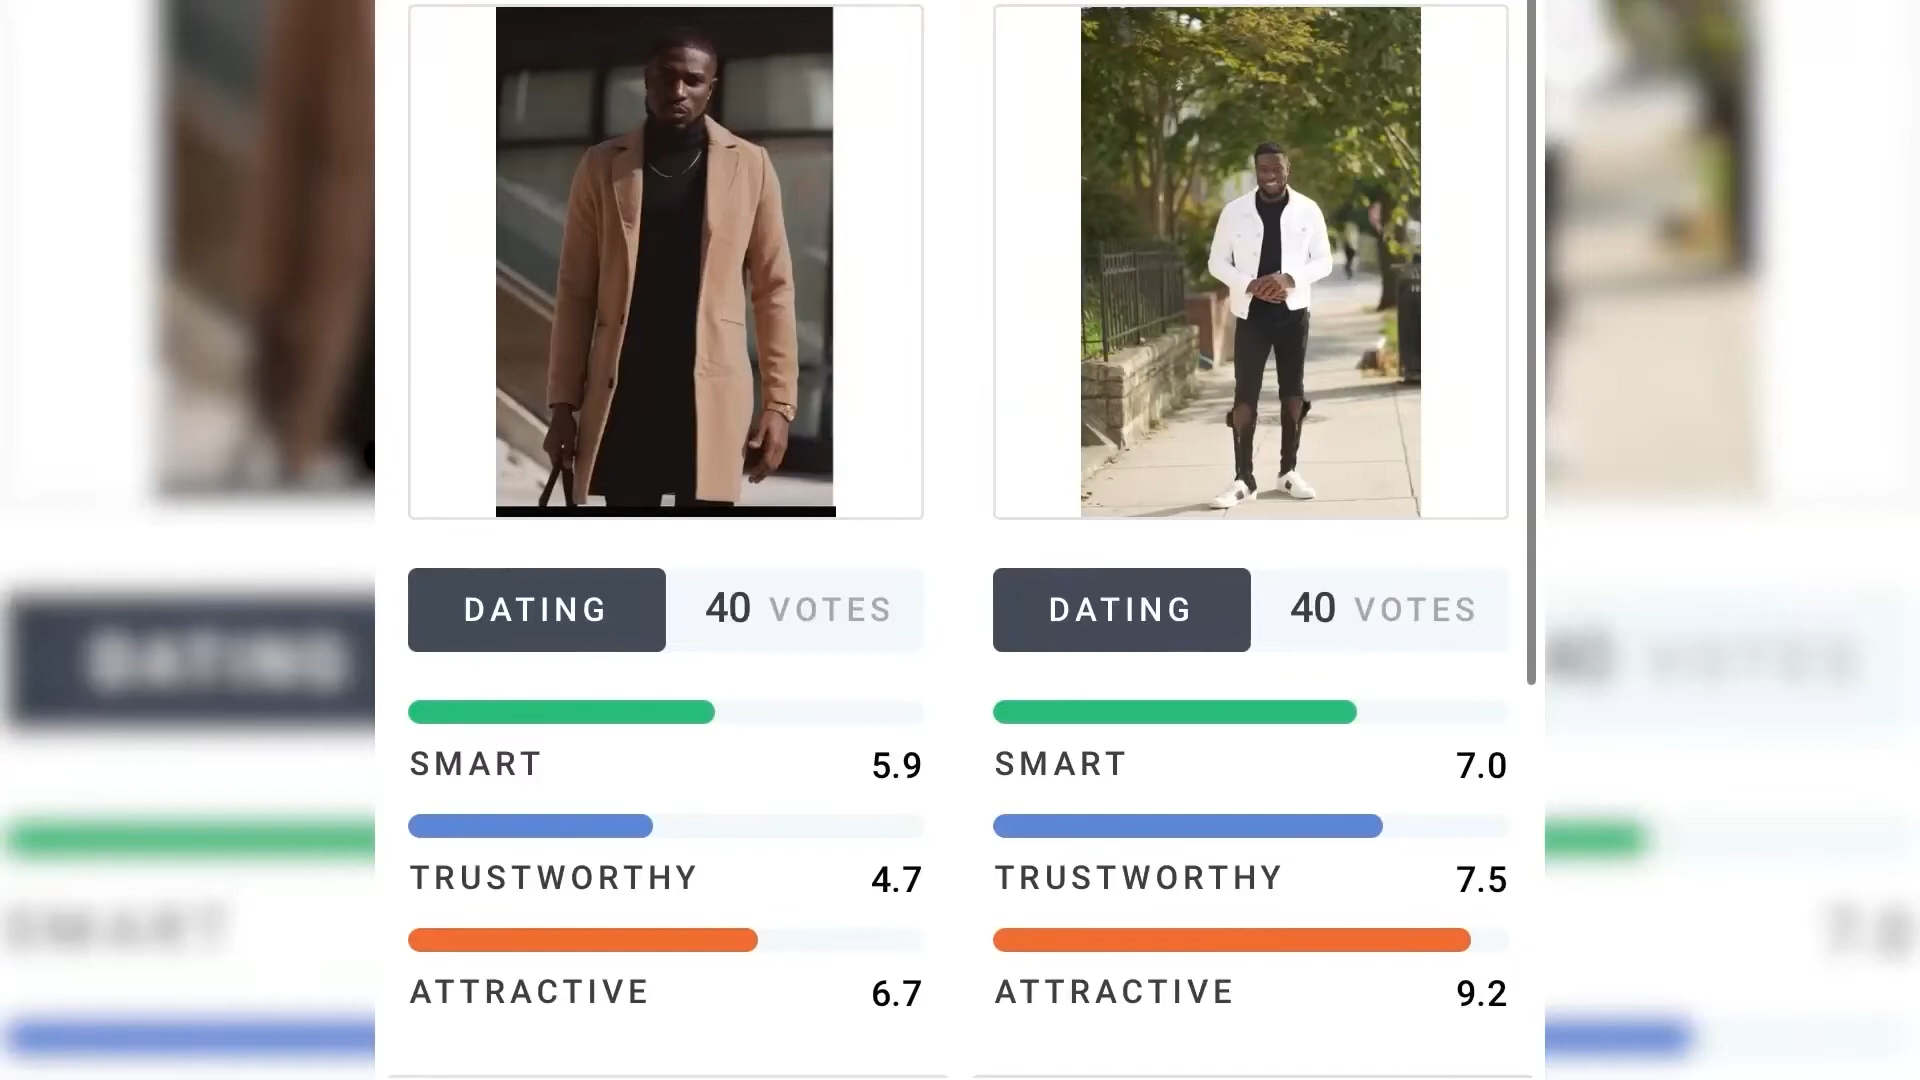 DATING 40 VOTES
SMART 5.9
TRUSTWORTHY 4.7
ATTRACTIVE 6.7
DATING 40 VOTES
SMART 7.0
TRUSTWORTHY 7.5
ATTRACTIVE 9.2